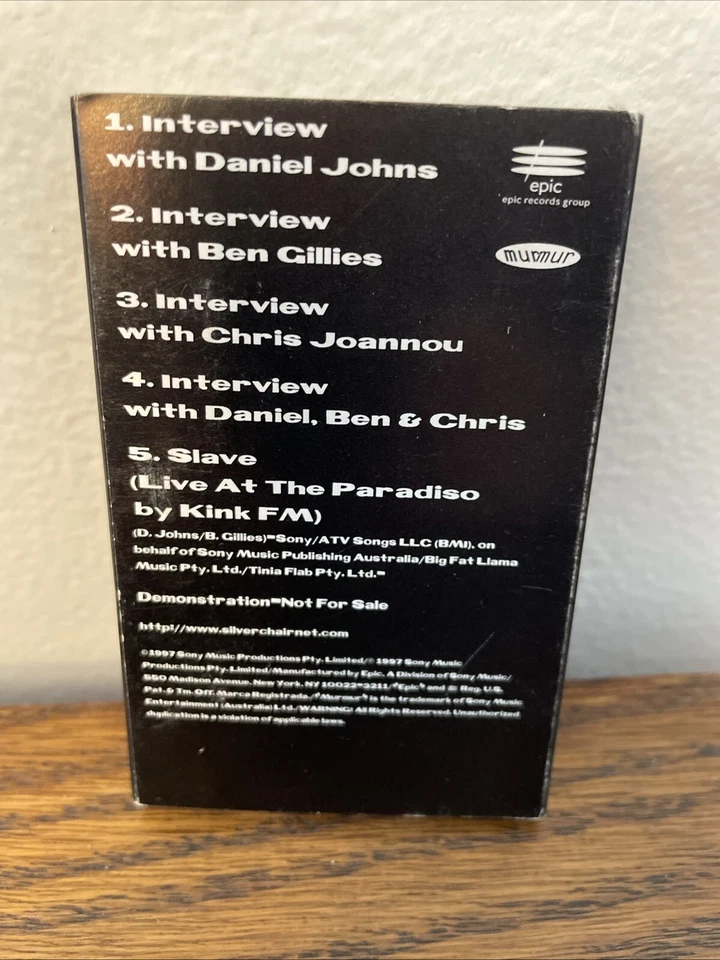 1. Interview
with Daniel Johns
epic
epic records group
2. Interview
with Ben Gillies
murmur
3. Interview
with Chris Joannou
4. Interview
with Daniel, Ben & Chris
5. Slave
(Live At The Paradiso
by Kink FM)
(D. Johns/B. Gillies)-Sony/ATV Songs LLC (BMI), on
behalf of Sony Music Publishing Australia/Big Fat Llama
Music Pty. Ltd./Tinia Flab Pty. Ltd.-
Demonstration-Not For Sale
http://www.silverchairnet.com
©1997 Sony Music Productions Pty. Limited/℗ 1997 Sony Music
Productions Pty. Limited/Manufactured by Epic, A Division of Sony Music/
550 Madison Avenue, New York, NY 10022-3211/"Epic" and Reg. U.S.
Pat. & Tm. Off. Marca Registrada/"Murmur" is the trademark of Sony Music
Entertainment (Australia) Ltd./WARNING: All Rights Reserved. Unauthorized
duplication is a violation of applicable laws.